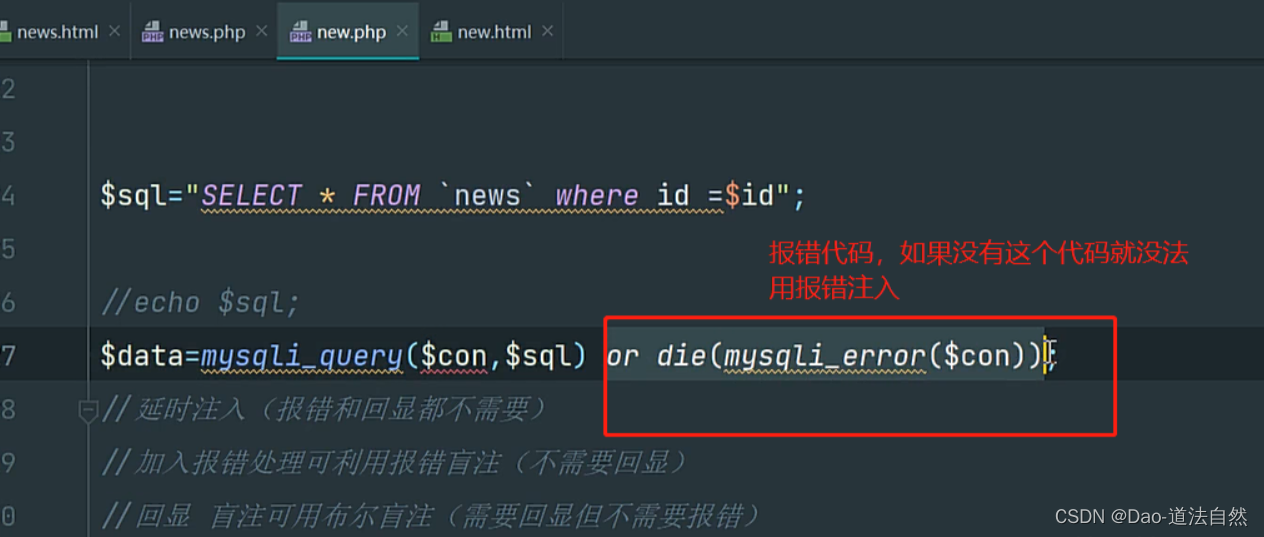 news.html × news.php × new.php × new.html ×
2
3
4 $sql="SELECT * FROM `news` where id =$id";
5
报错代码，如果没有这个代码就没法
用报错注入
6 //echo $sql;
7 $data=mysqli_query($con,$sql) or die(mysqli_error($con));
8 //延时注入（报错和回显都不需要）
9 //加入报错处理可利用报错盲注（不需要回显）
0 //回显 盲注可用布尔盲注（需要回显但不需要报错）
CSDN @Dao-道法自然